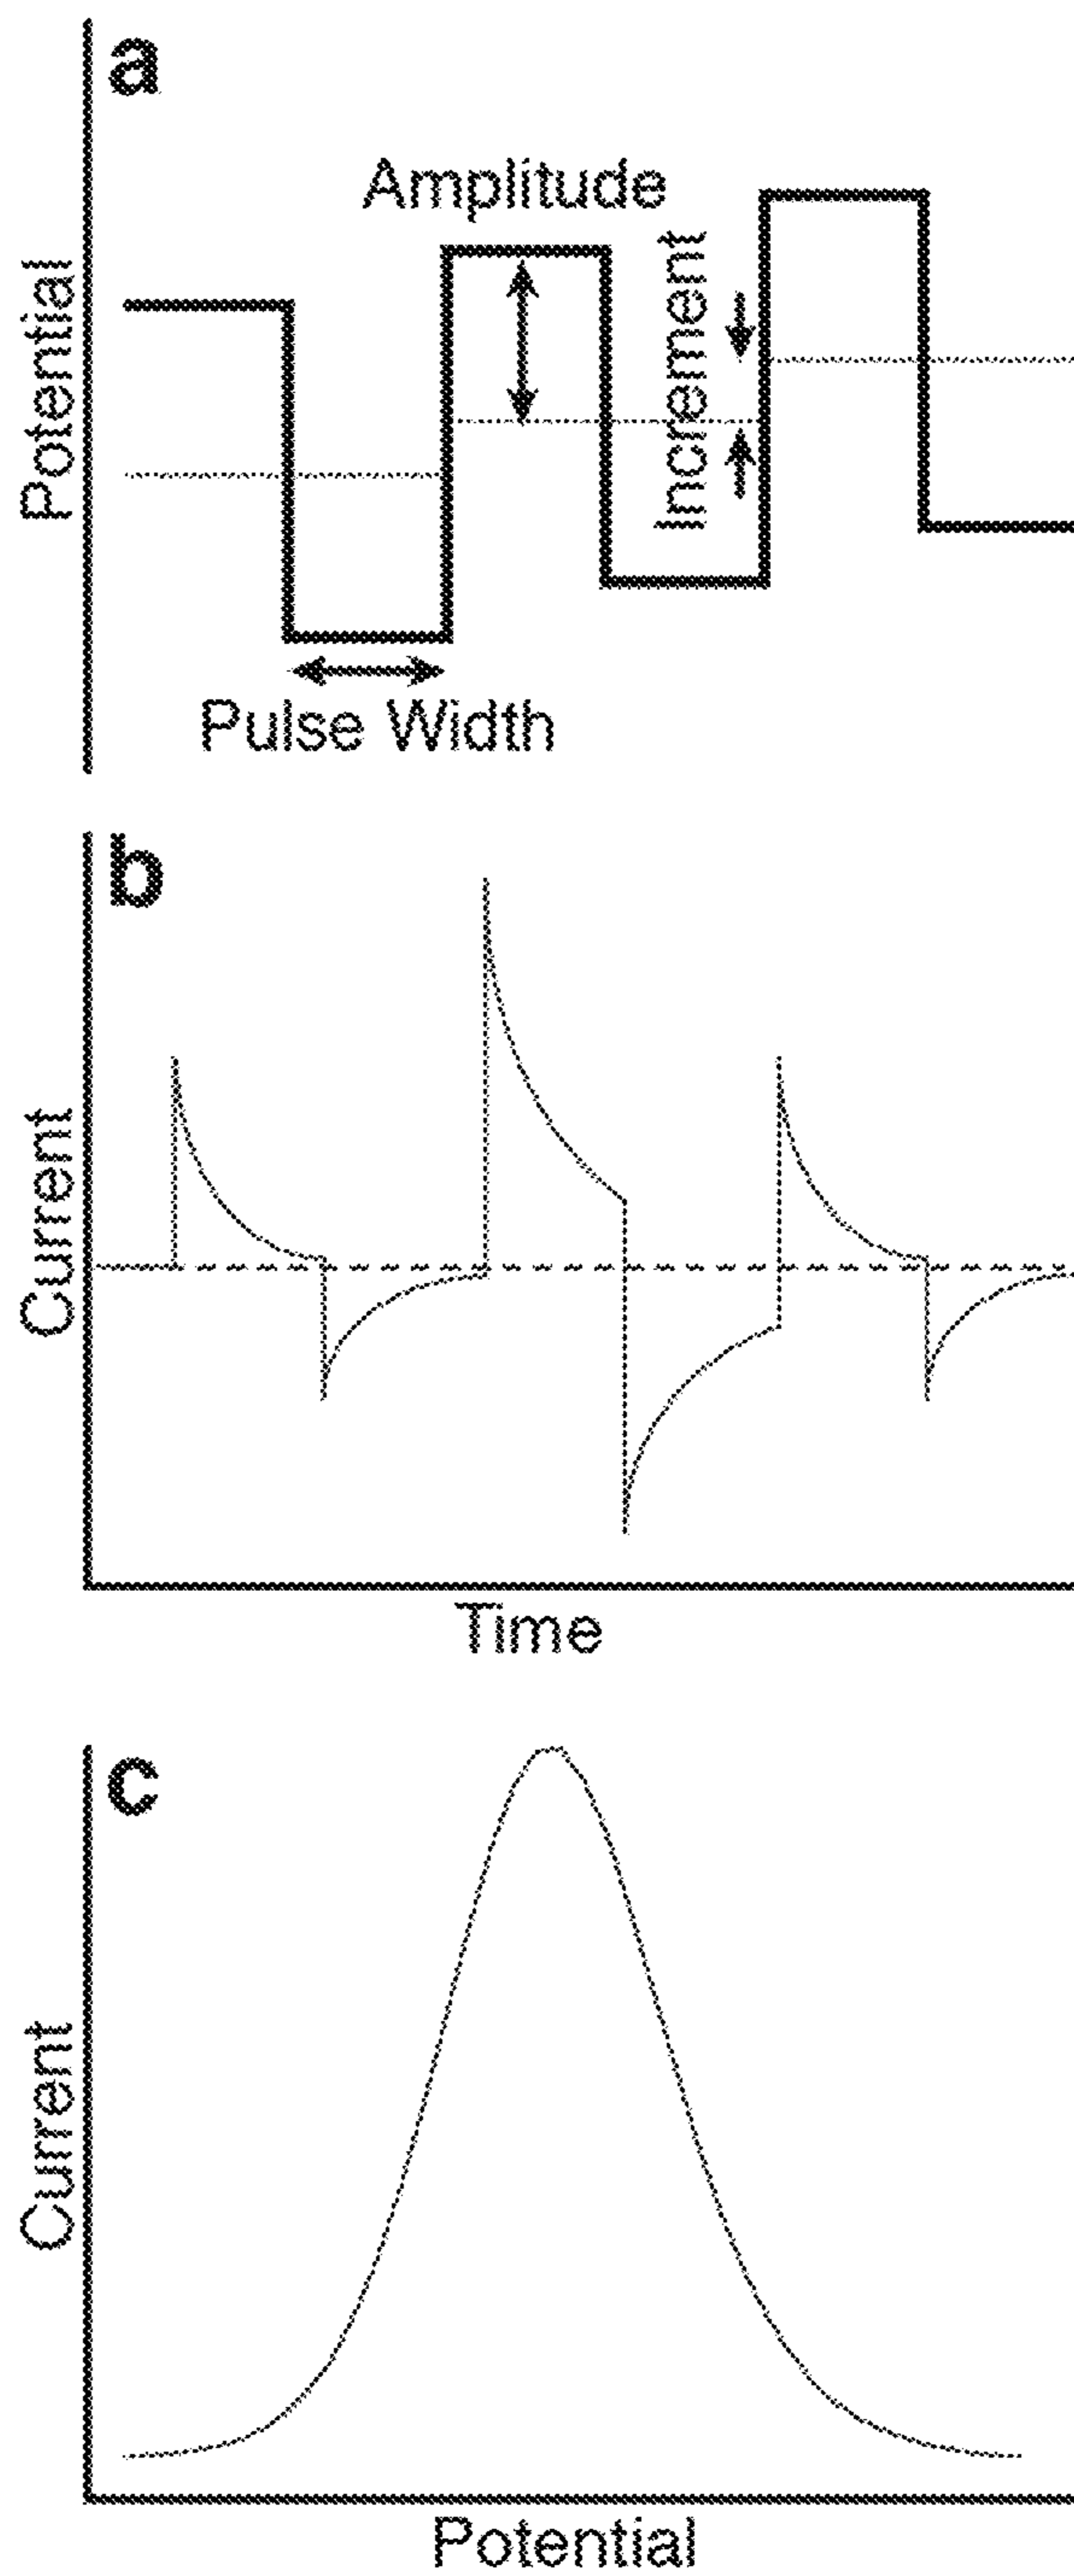 a
Amplitude
Potential
Increment
Pulse Width
b
Current
Time
c
Current
Potential